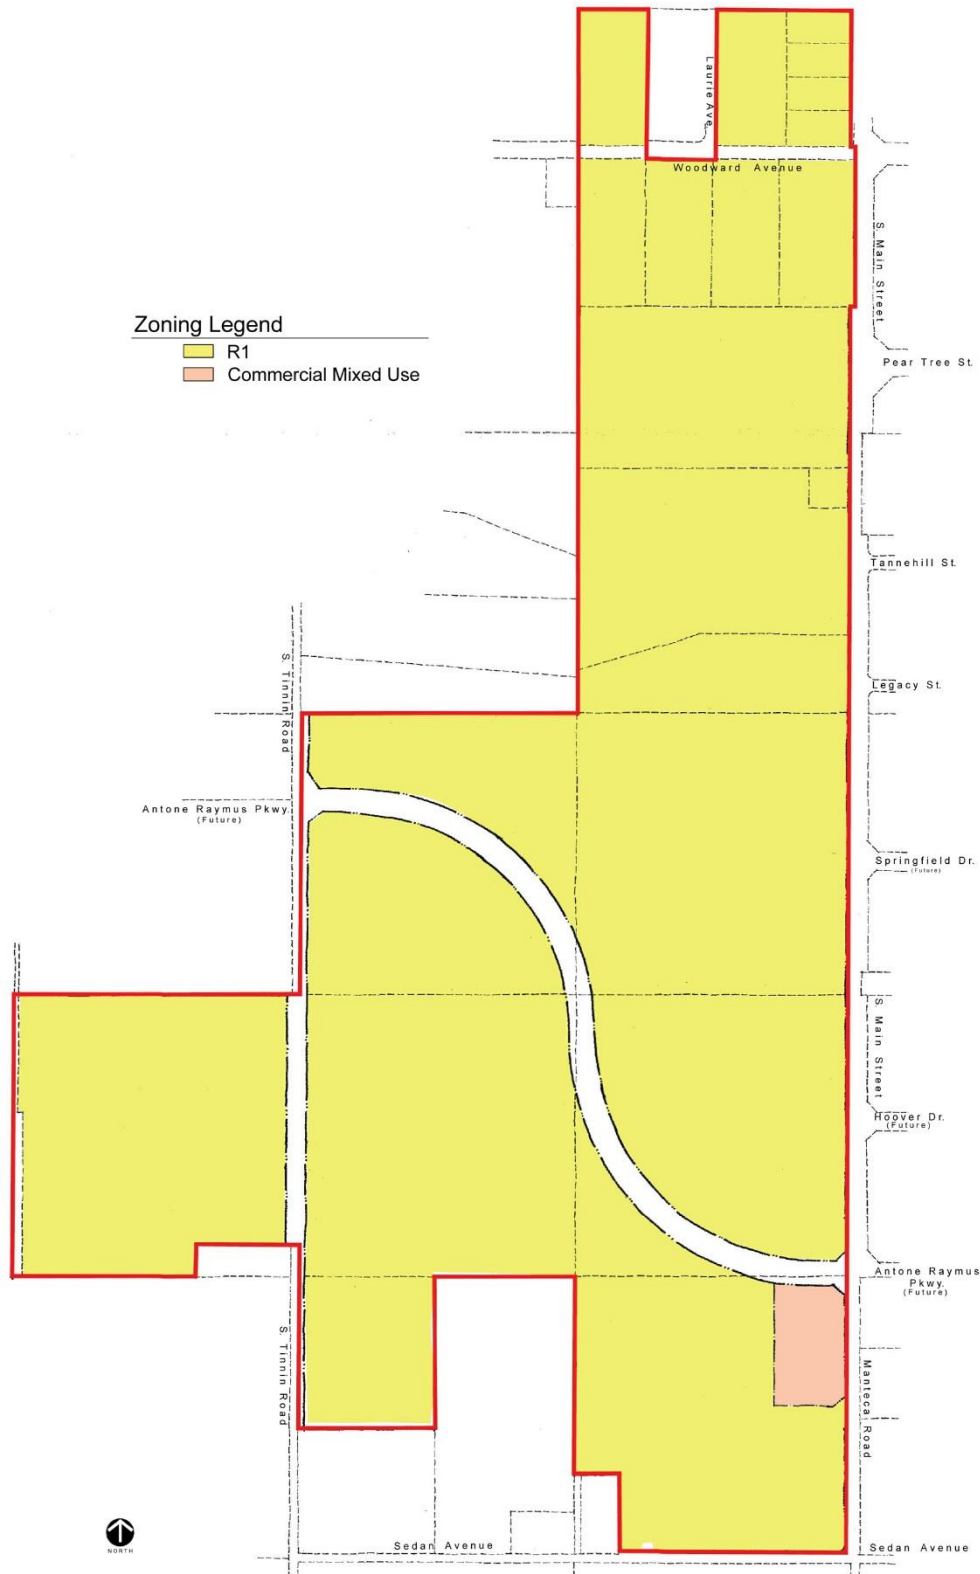 Laurie Ave
Woodward Avenue
S. Main Street
Zoning Legend
R1
Commercial Mixed Use
Pear Tree St.
Tannehill St.
S. Tinnin Road
Legacy St.
Antone Raymus Pkwy.
(Future)
Springfield Dr.
(Future)
S. Main Street
Hoover Dr.
(Future)
Antone Raymus
Pkwy.
(Future)
S. Tinnin Road
Manteca Road
NORTH
Sedan Avenue
Sedan Avenue